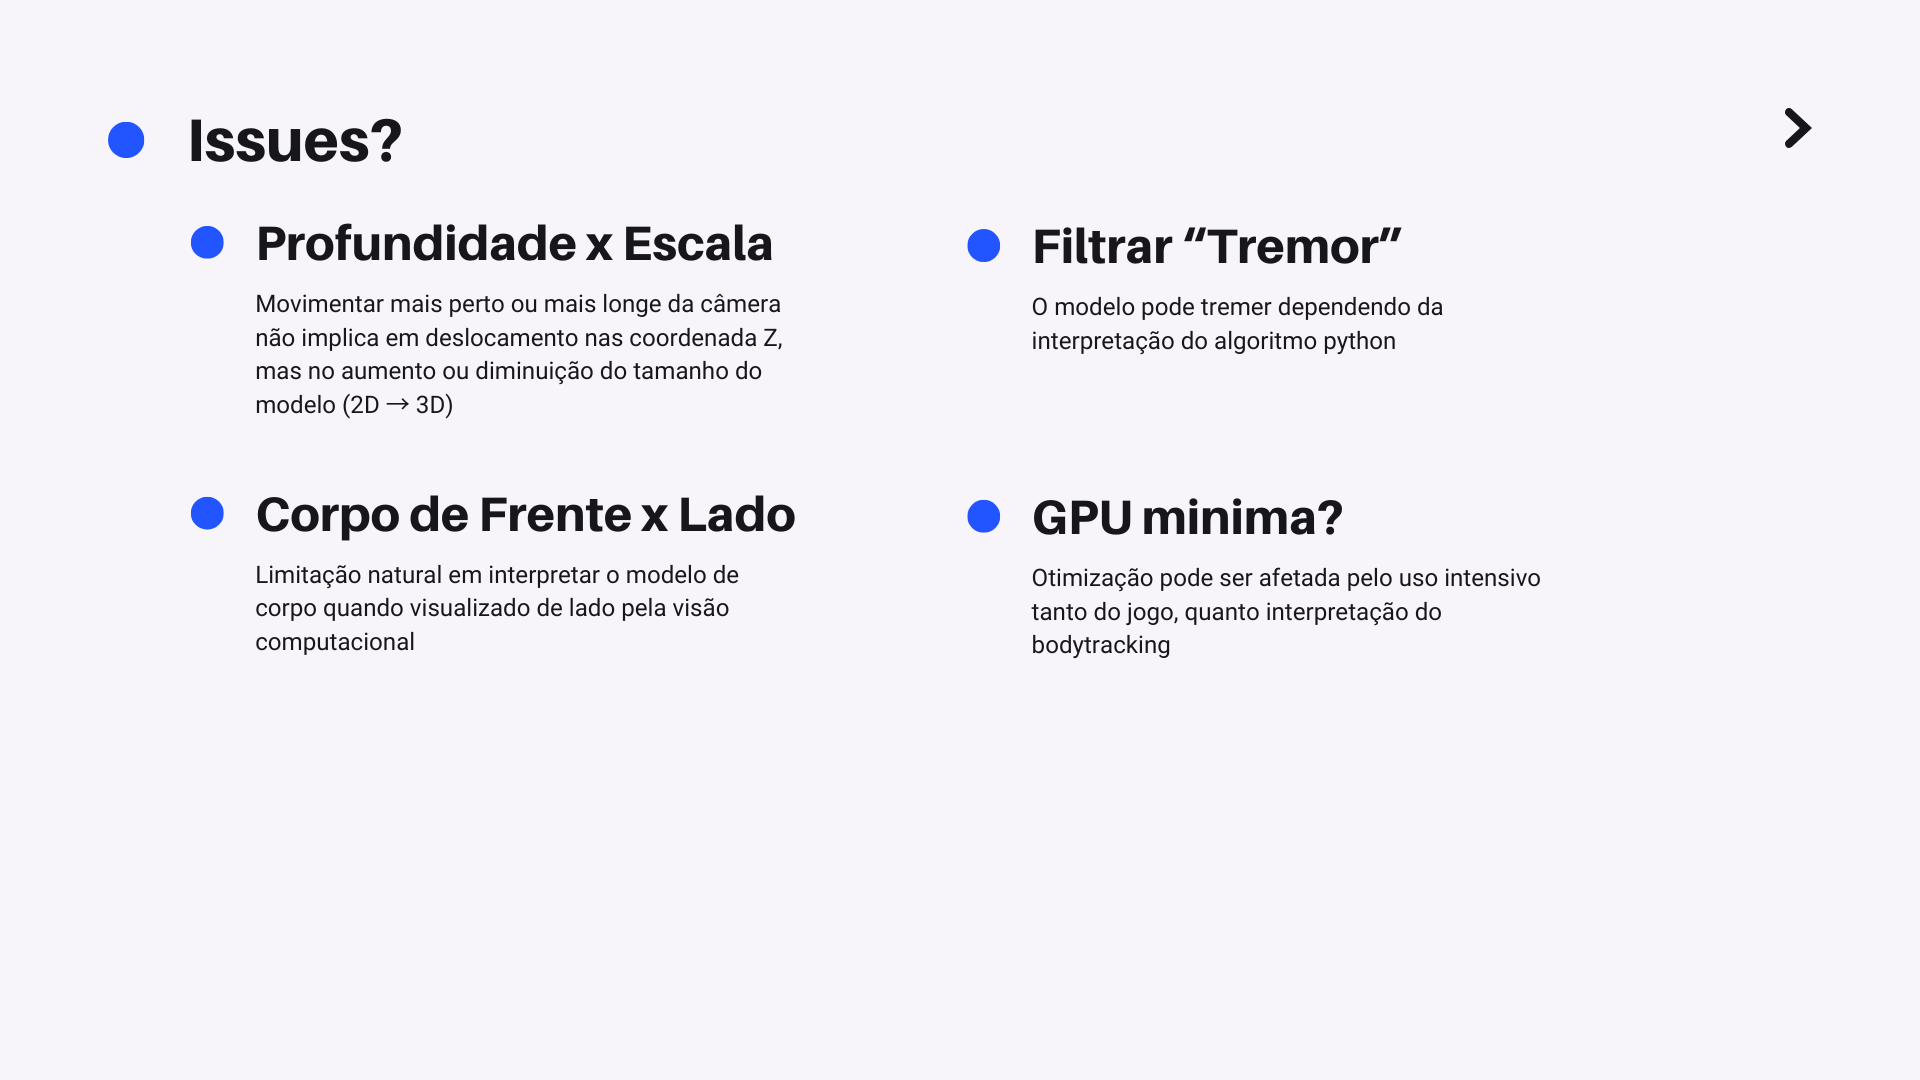 Issues?
Profundidade x Escala
Movimentar mais perto ou mais longe da câmera
não implica em deslocamento nas coordenada Z,
mas no aumento ou diminuição do tamanho do
modelo (2D → 3D)
Filtrar “Tremor”
O modelo pode tremer dependendo da
interpretação do algoritmo python
Corpo de Frente x Lado
Limitação natural em interpretar o modelo de
corpo quando visualizado de lado pela visão
computacional
GPU minima?
Otimização pode ser afetada pelo uso intensivo
tanto do jogo, quanto interpretação do
bodytracking